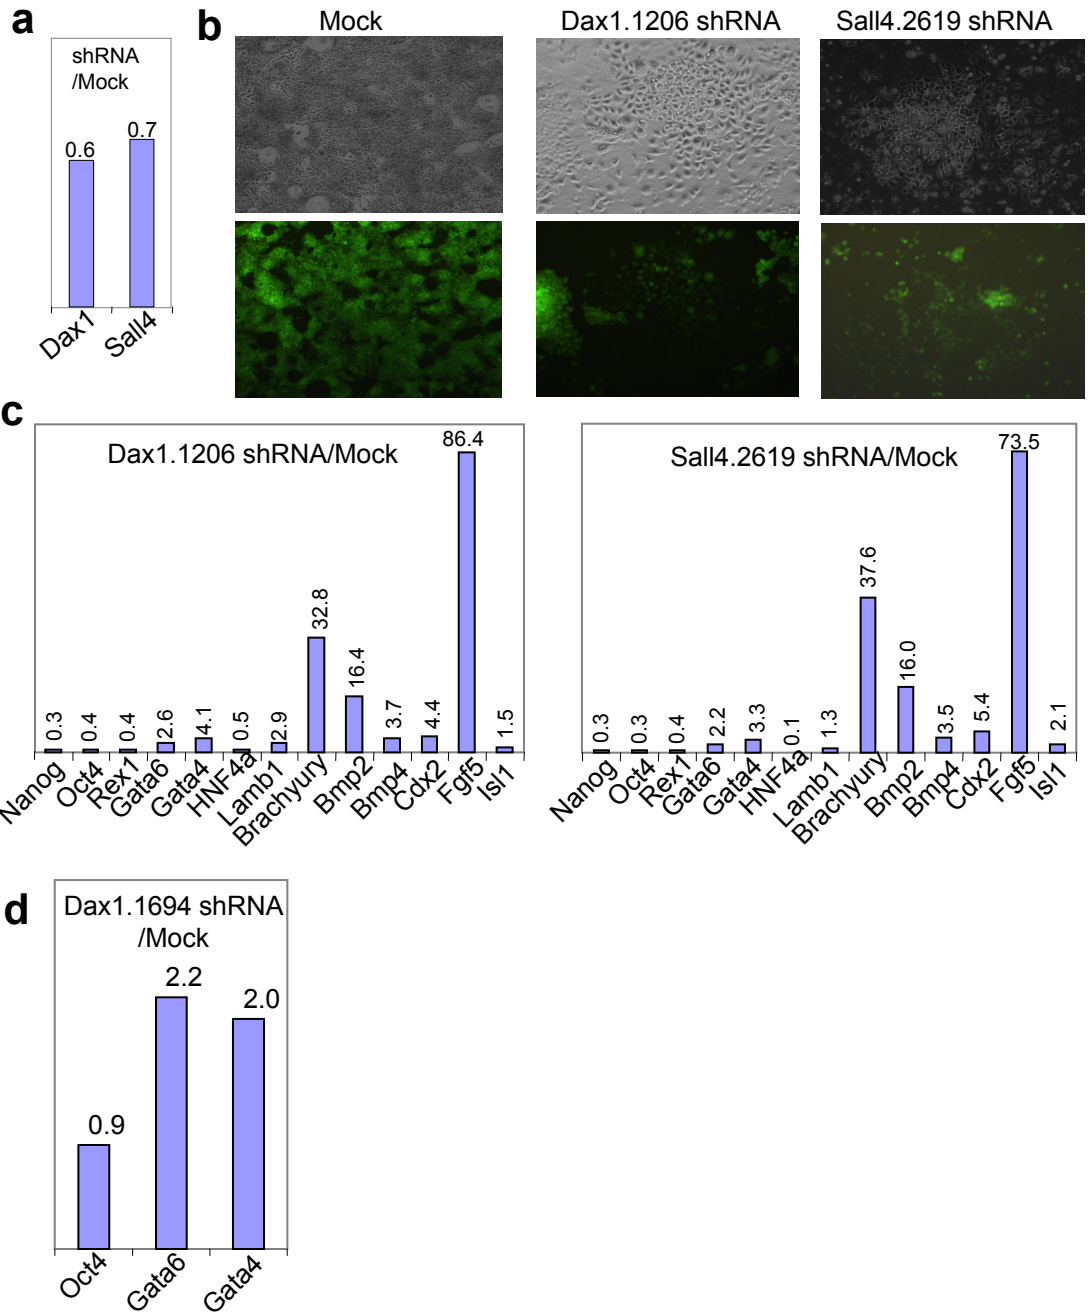 a
shRNA
/Mock
0.6
0.7
Dax1
Sall4
b
Mock
Dax1.1206 shRNA
Sall4.2619 shRNA
c
Dax1.1206 shRNA/Mock
0.3
0.4
0.4
2.6
4.1
0.5
2.9
32.8
16.4
3.7
4.4
86.4
1.5
Nanog
Oct4
Rex1
Gata6
Gata4
HNF4a
Lamb1
Brachyury
Bmp2
Bmp4
Cdx2
Fgf5
Isl1
Sall4.2619 shRNA/Mock
0.3
0.3
0.4
2.2
3.3
0.1
1.3
37.6
16.0
3.5
5.4
73.5
2.1
Nanog
Oct4
Rex1
Gata6
Gata4
HNF4a
Lamb1
Brachyury
Bmp2
Bmp4
Cdx2
Fgf5
Isl1
d
Dax1.1694 shRNA
/Mock
0.9
2.2
2.0
Oct4
Gata6
Gata4